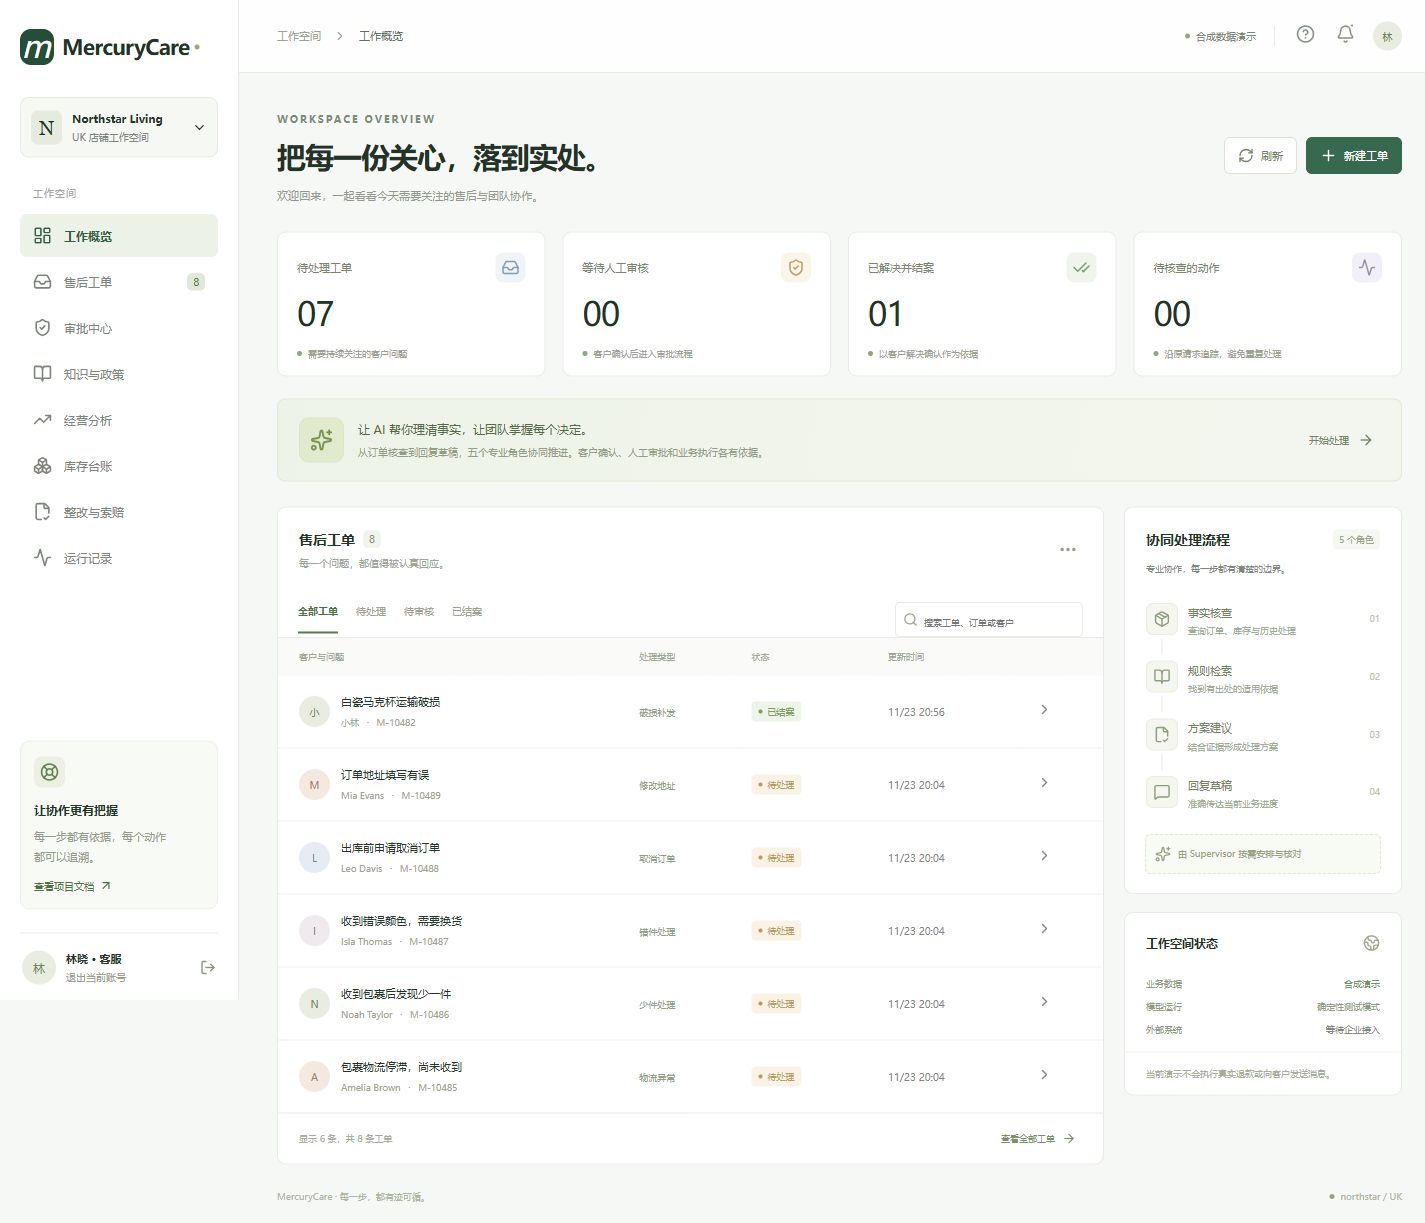 m MercuryCare
N
Northstar Living
UK 店铺工作空间
工作空间
工作概览
售后工单 8
审批中心
知识与政策
经营分析
库存台账
整改与索赔
运行记录
让协作更有把握
每一步都有依据，每个动作
都可以追溯。
查看项目文档
林
林晓 • 客服
退出当前账号
工作空间 > 工作概览
合成数据演示
林
WORKSPACE OVERVIEW
把每一份关心，落到实处。
欢迎回来，一起看看今天需要关注的售后与团队协作。
刷新
新建工单
待处理工单
07
需要持续关注的客户问题
等待人工审核
00
客户确认后进入审批流程
已解决并结案
01
以客户解决确认作为依据
待核查的动作
00
沿原请求追踪，避免重复处理
让 AI 帮你理清事实，让团队掌握每个决定。
从订单核查到回复草稿，五个专业角色协同推进。客户确认、人工审批和业务执行各有依据。
开始处理
售后工单 8
每一个问题，都值得被认真回应。
全部工单 待处理 待审核 已结案
搜索工单、订单或客户
客户与问题 处理类型 状态 更新时间
小 白瓷马克杯运输破损
小林 · M-10482
破损补发 已结案 11/23 20:56
M 订单地址填写有误
Mia Evans · M-10489
修改地址 待处理 11/23 20:04
L 出库前申请取消订单
Leo Davis · M-10488
取消订单 待处理 11/23 20:04
I 收到错误颜色，需要换货
Isla Thomas · M-10487
错件处理 待处理 11/23 20:04
N 收到包裹后发现少一件
Noah Taylor · M-10486
少件处理 待处理 11/23 20:04
A 包裹物流停滞，尚未收到
Amelia Brown · M-10485
物流异常 待处理 11/23 20:04
显示 6 条，共 8 条工单
查看全部工单
协同处理流程 5 个角色
专业协作，每一步都有清楚的边界。
事实核查 01
查询订单、库存与历史处理
规则检索 02
找到有出处的适用依据
方案建议 03
结合证据形成处理方案
回复草稿 04
准确传达当前业务进度
由 Supervisor 按需安排与核对
工作空间状态
业务数据 合成演示
模型运行 确定性测试模式
外部系统 等待企业接入
当前演示不会执行真实退款或向客户发送消息。
MercuryCare · 每一步，都有迹可循。
northstar / UK